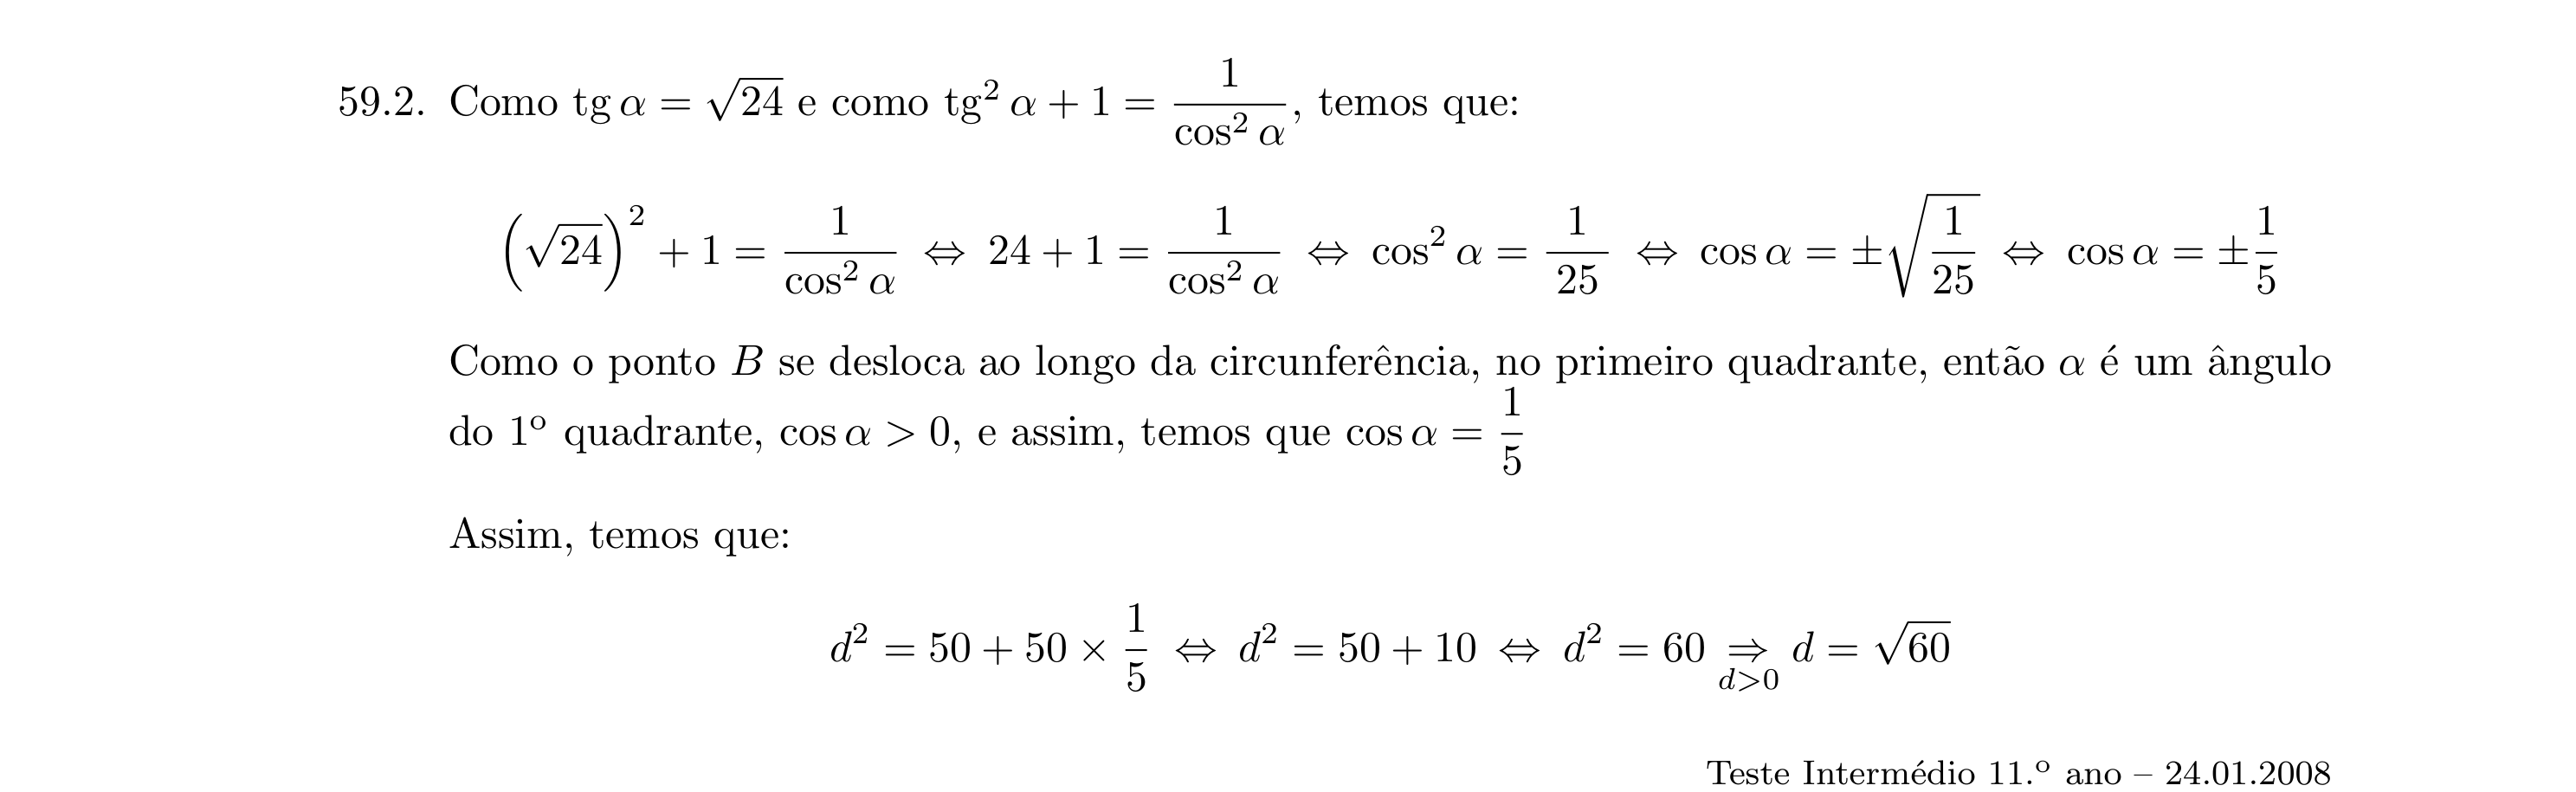 59.2. Como tg α = √24 e como tg² α + 1 = 1/cos² α, temos que:
(√24)² + 1 = 1/cos² α ⇔ 24 + 1 = 1/cos² α ⇔ cos² α = 1/25 ⇔ cos α = ±√(1/25) ⇔ cos α = ±1/5
Como o ponto B se desloca ao longo da circunferência, no primeiro quadrante, então α é um ângulo
do 1º quadrante, cos α > 0, e assim, temos que cos α = 1/5
Assim, temos que:
d² = 50 + 50 × 1/5 ⇔ d² = 50 + 10 ⇔ d² = 60 ⇒ d>0 d = √60
Teste Intermédio 11.º ano – 24.01.2008